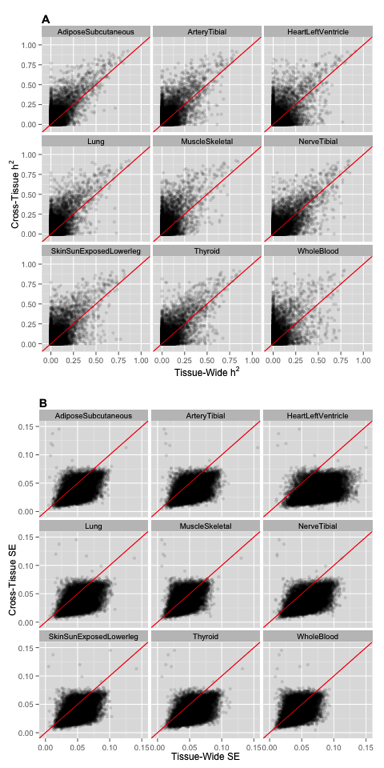 A
AdiposeSubcutaneous ArteryTibial HeartLeftVentricle
1.00
0.75
0.50
0.25
0.00
Lung MuscleSkeletal NerveTibial
1.00
0.75
0.50
0.25
0.00
Cross-Tissue h²
SkinSunExposedLowerleg Thyroid WholeBlood
1.00
0.75
0.50
0.25
0.00
0.00 0.25 0.50 0.75 1.00 0.00 0.25 0.50 0.75 1.00 0.00 0.25 0.50 0.75 1.00
Tissue-Wide h²
B
AdiposeSubcutaneous ArteryTibial HeartLeftVentricle
0.15
0.10
0.05
0.00
Lung MuscleSkeletal NerveTibial
0.15
0.10
0.05
0.00
Cross-Tissue SE
SkinSunExposedLowerleg Thyroid WholeBlood
0.15
0.10
0.05
0.00
0.00 0.05 0.10 0.15 0.00 0.05 0.10 0.15 0.00 0.05 0.10 0.15
Tissue-Wide SE